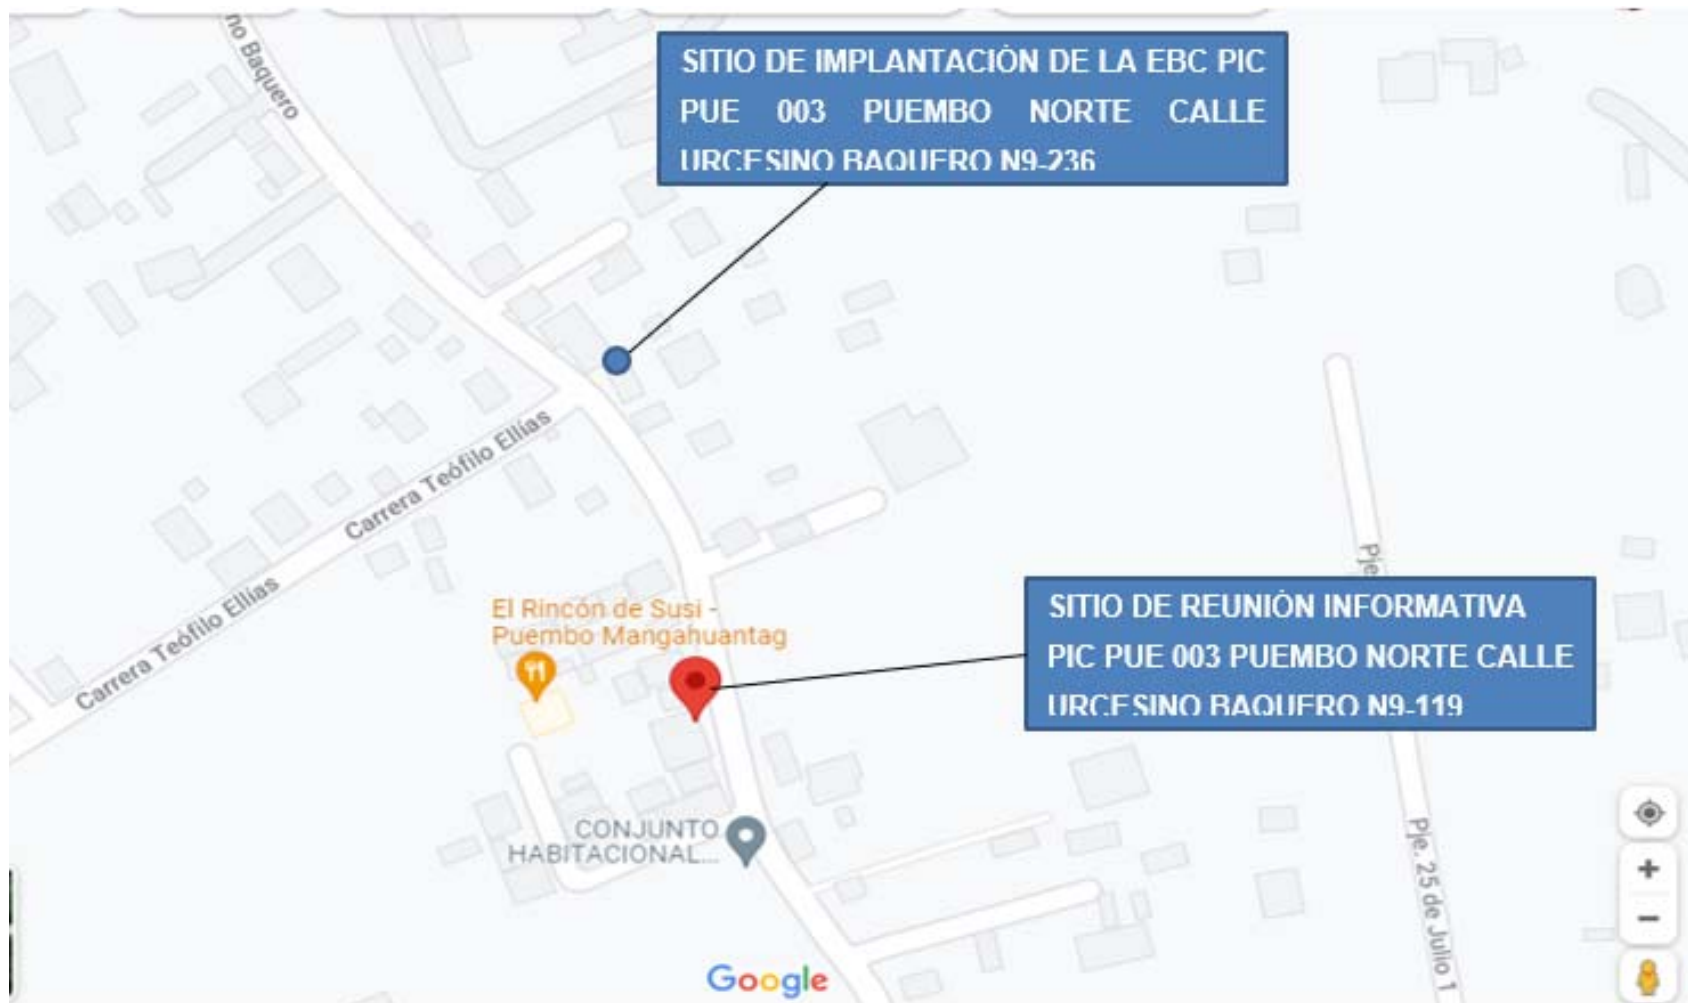 no Baquero
SITIO DE IMPLANTACIÓN DE LA EBC PIC
PUE 003 PUEMBO NORTE CALLE
URCESINO BAQUERO N9-236
Carrera Teófilo Ellías
Carrera Teófilo Ellías
El Rincón de Susi -
Puembo Mangahuantag
Pje.
SITIO DE REUNIÓN INFORMATIVA
PIC PUE 003 PUEMBO NORTE CALLE
URCESINO BAQUERO N9-119
CONJUNTO
HABITACIONAL...
Pje. 25 de Julio 1
Google